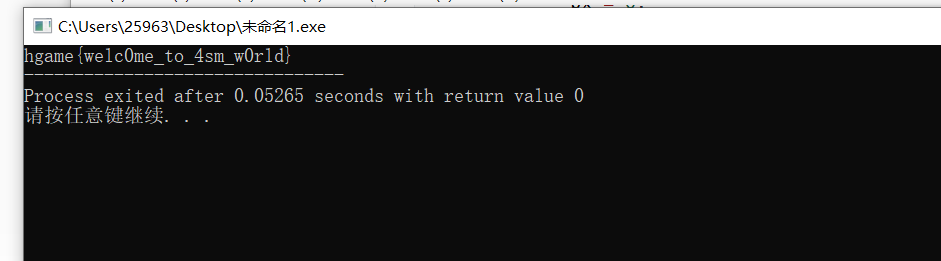 C:\Users\25963\Desktop\未命名1.exe
hgame{welc0me_to_4sm_w0rld}
--------------------------------
Process exited after 0.05265 seconds with return value 0
请按任意键继续. . .